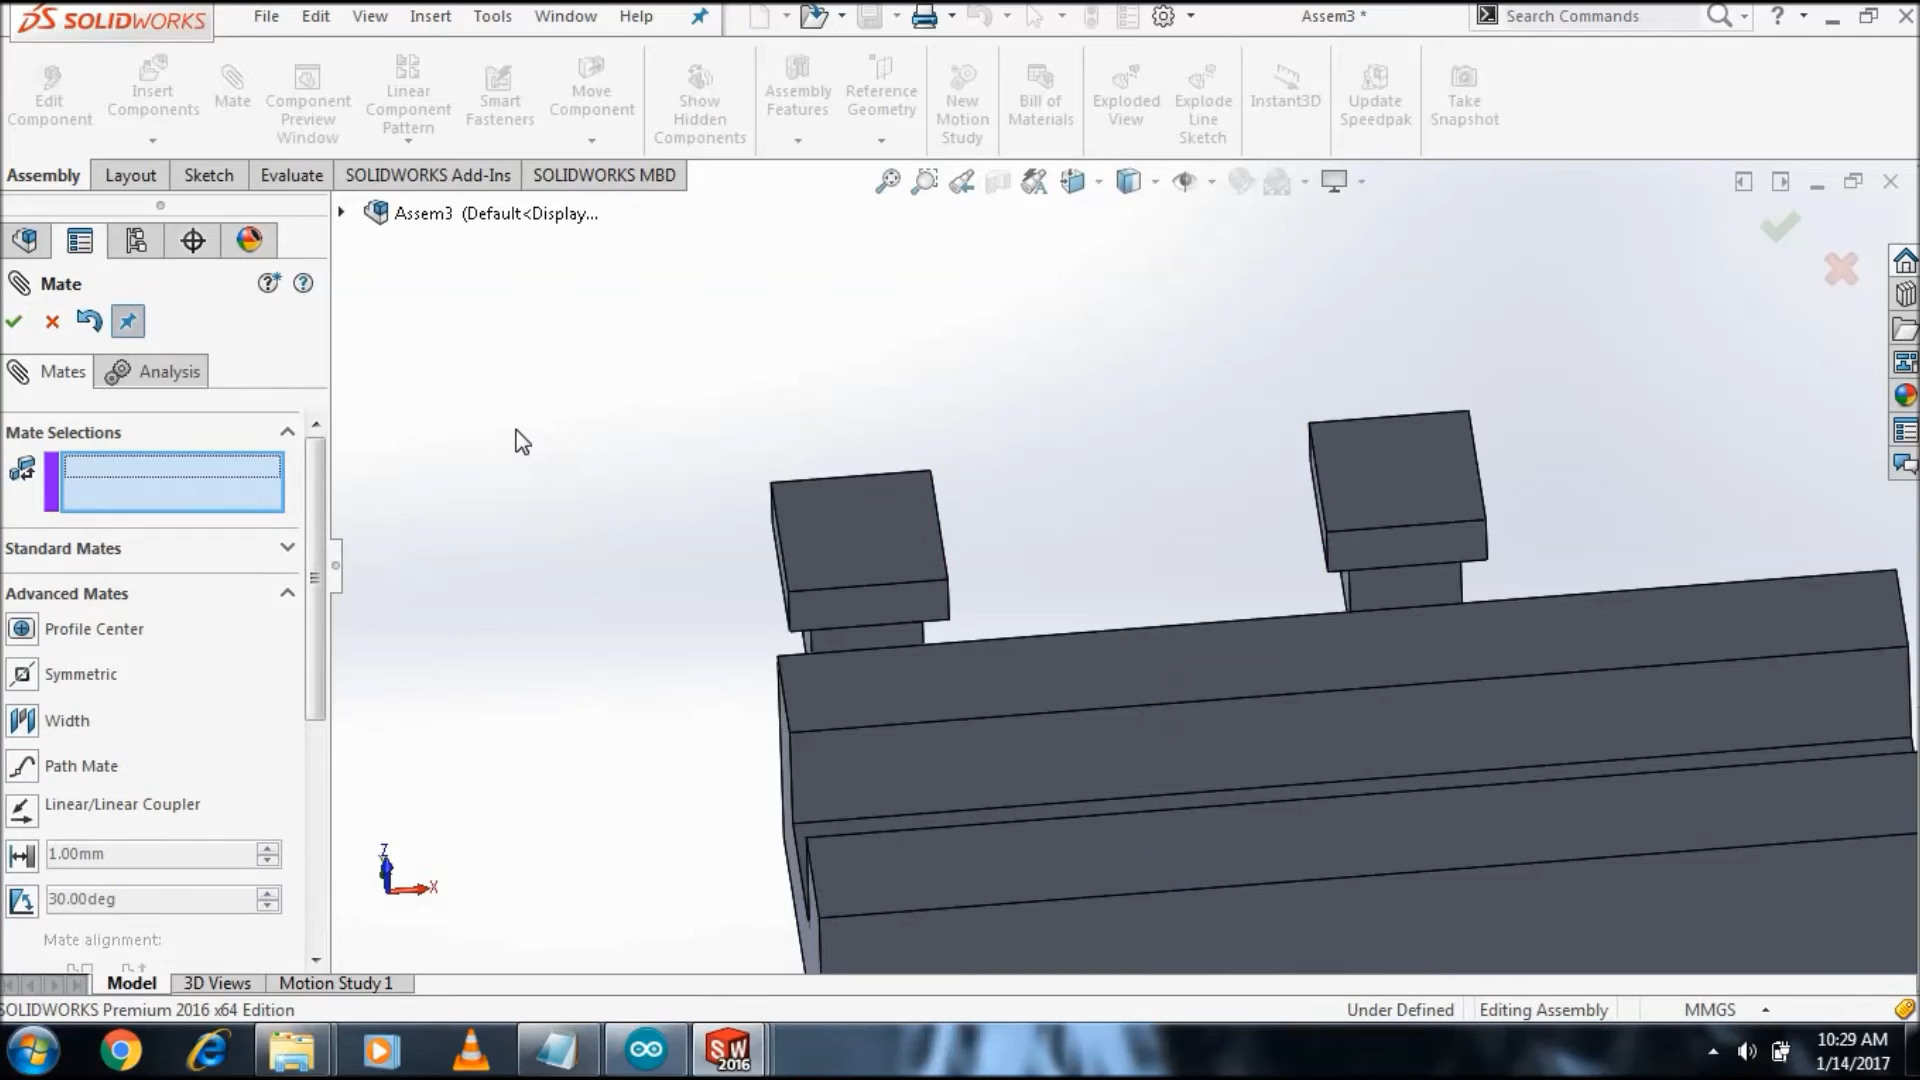 SOLIDWORKS
File Edit View Insert Tools Window Help
Assem3 *
Search Commands
Edit Component
Insert Components
Mate
Component Preview Window
Linear Component Pattern
Smart Fasteners
Move Component
Show Hidden Components
Assembly Features
Reference Geometry
New Motion Study
Bill of Materials
Exploded View
Explode Line Sketch
Instant3D
Update Speedpak
Take Snapshot
Assembly Layout Sketch Evaluate SOLIDWORKS Add-Ins SOLIDWORKS MBD
Assem3 (Default<Display...
Mate
Mates Analysis
Mate Selections
Standard Mates
Advanced Mates
Profile Center
Symmetric
Width
Path Mate
Linear/Linear Coupler
1.00mm
30.00deg
Mate alignment:
Z
X
Model 3D Views Motion Study 1
SOLIDWORKS Premium 2016 x64 Edition
Under Defined Editing Assembly MMGS
SW
2016
10:29 AM
1/14/2017